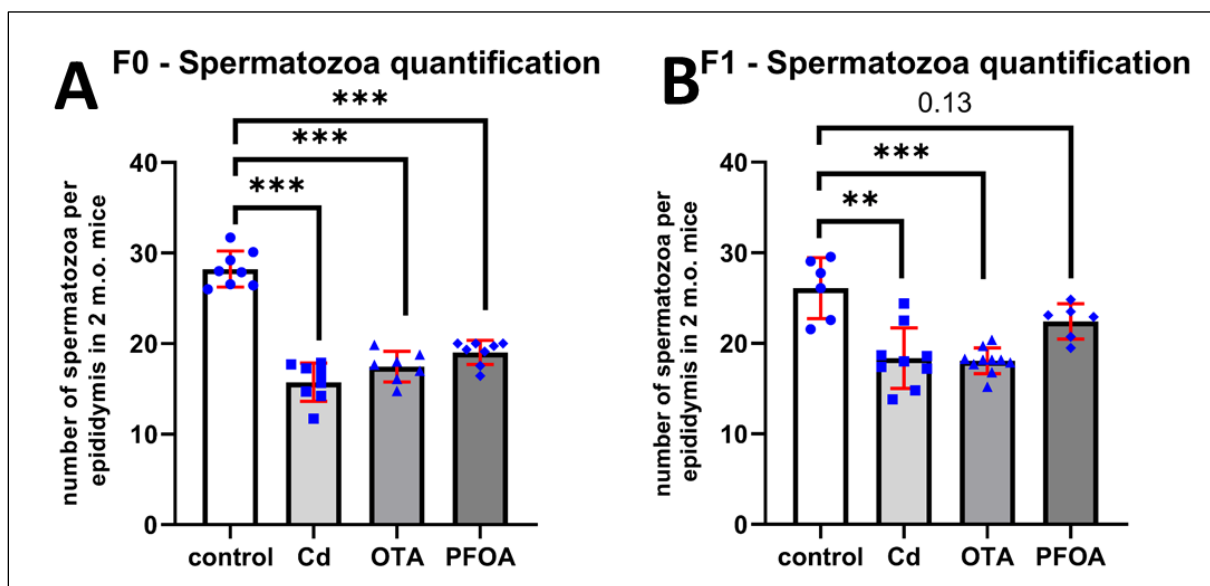 A
F0 - Spermatozoa quantification
***
***
***
number of spermatozoa per
epididymis in 2 m.o. mice
40
30
20
10
0
control Cd OTA PFOA
B
F1 - Spermatozoa quantification
0.13
***
**
number of spermatozoa per
epididymis in 2 m.o. mice
40
30
20
10
0
control Cd OTA PFOA